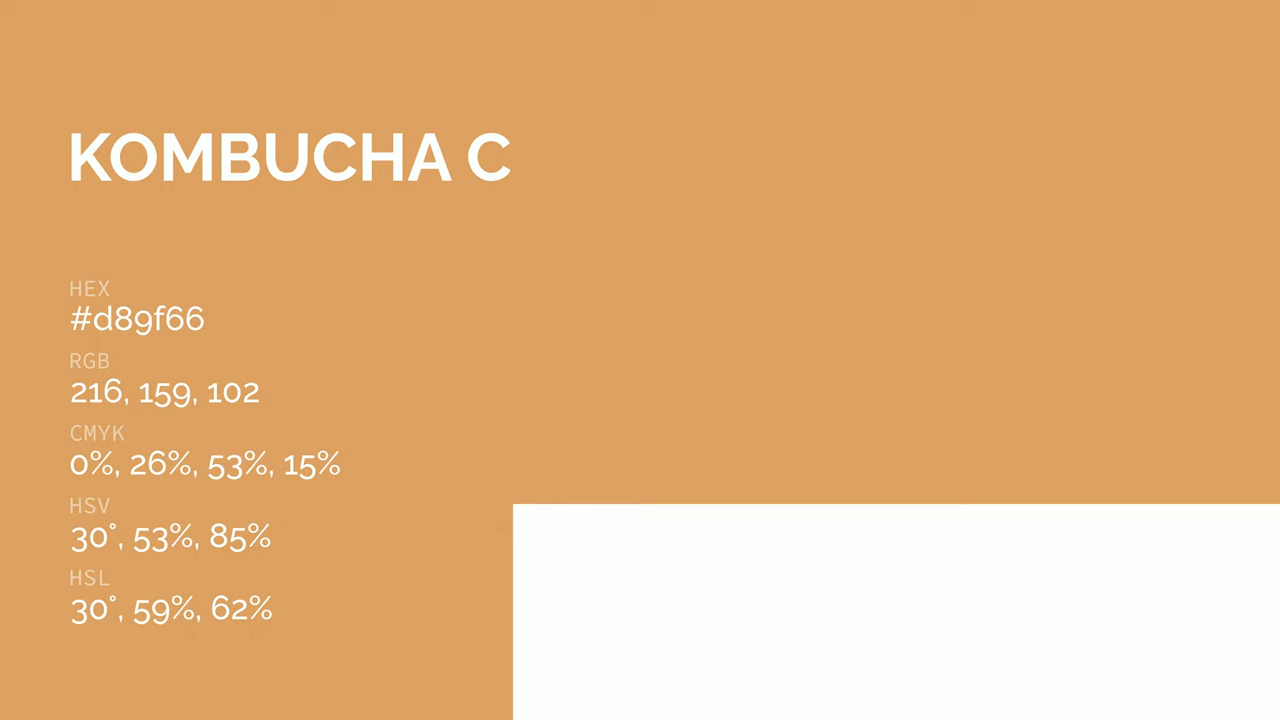 KOMBUCHA C
HEX
#d89f66
RGB
216, 159, 102
CMYK
0%, 26%, 53%, 15%
HSV
30°, 53%, 85%
HSL
30°, 59%, 62%